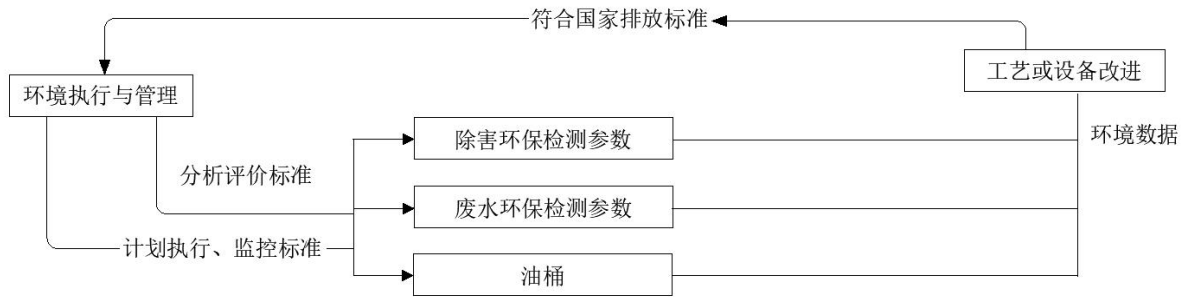 符合国家排放标准
工艺或设备改进
环境执行与管理
除害环保检测参数
环境数据
分析评价标准
废水环保检测参数
计划执行、监控标准
油桶